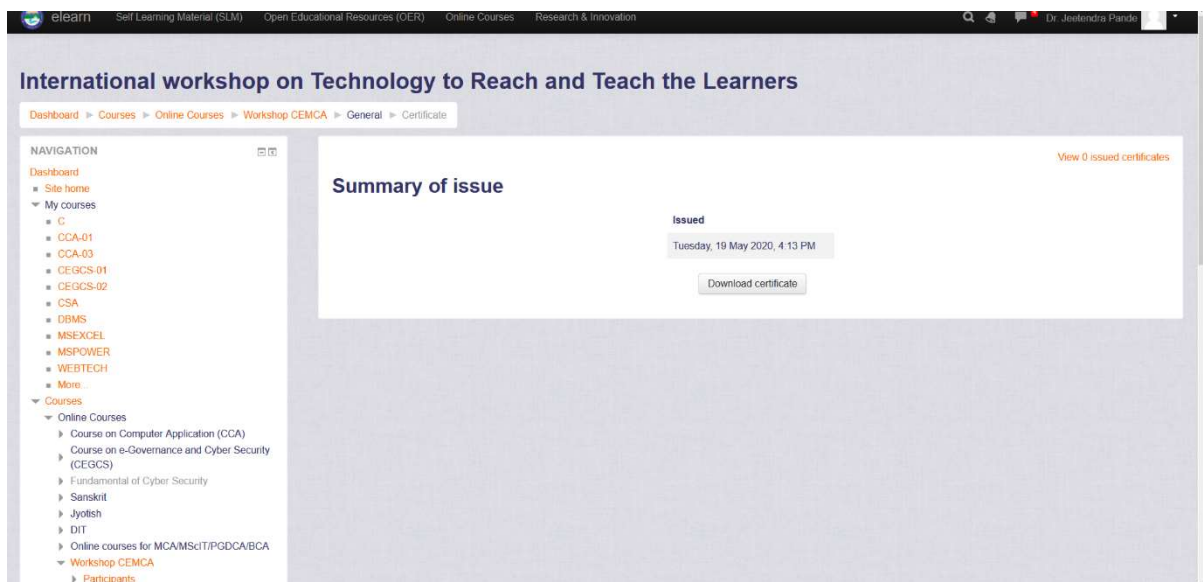 elearn Self Learning Material (SLM) Open Educational Resources (OER) Online Courses Research & Innovation Dr. Jeetendra Pande
International workshop on Technology to Reach and Teach the Learners
Dashboard Courses Online Courses Workshop CEMCA General Certificate
NAVIGATION
Dashboard
Site home
My courses
C
CCA-01
CCA-03
CEGCS-01
CEGCS-02
CSA
DBMS
MSEXCEL
MSPOWER
WEBTECH
More...
Courses
Online Courses
Course on Computer Application (CCA)
Course on e-Governance and Cyber Security
(CEGCS)
Fundamental of Cyber Security
Sanskrit
Jyotish
DIT
Online courses for MCA/MScIT/PGDCA/BCA
Workshop CEMCA
Participants
View 0 issued certificates
Summary of issue
Issued
Tuesday, 19 May 2020, 4:13 PM
Download certificate